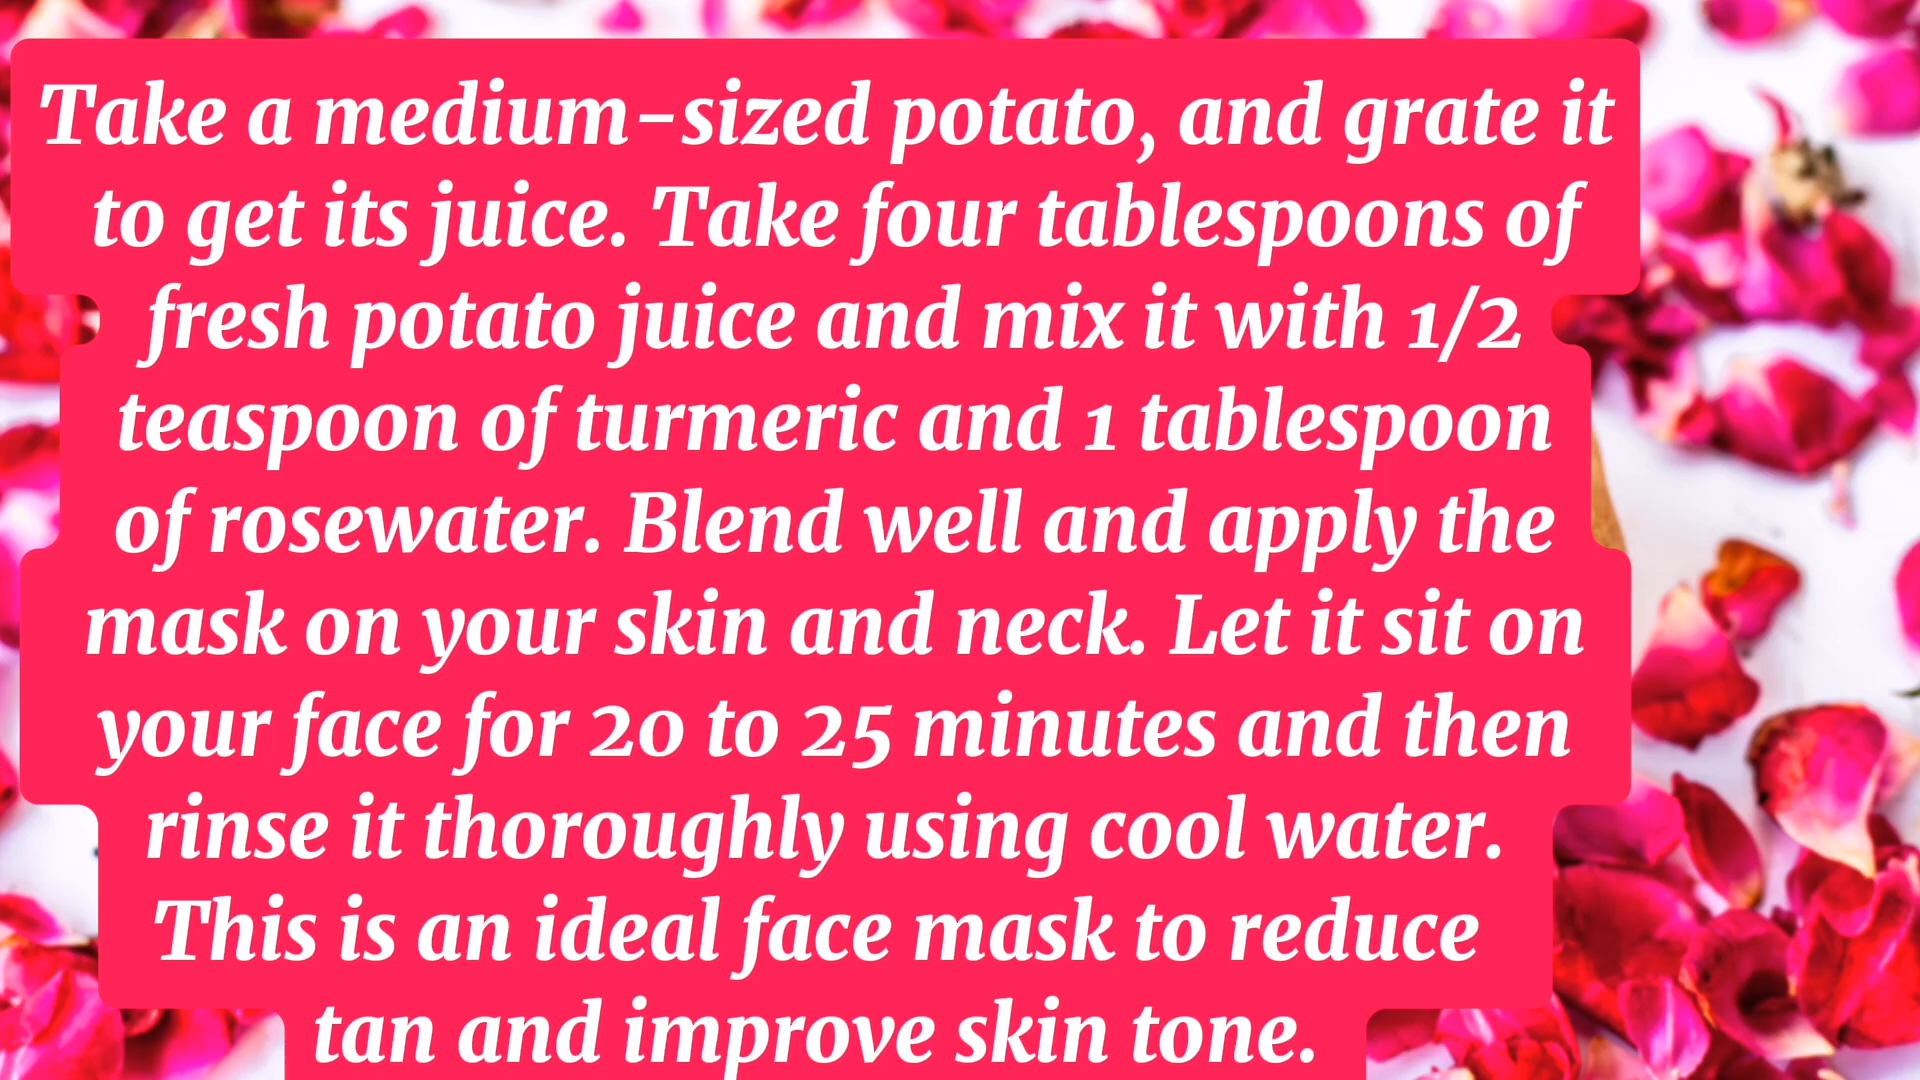 Take a medium-sized potato, and grate it
to get its juice. Take four tablespoons of
fresh potato juice and mix it with 1/2
teaspoon of turmeric and 1 tablespoon
of rosewater. Blend well and apply the
mask on your skin and neck. Let it sit on
your face for 20 to 25 minutes and then
rinse it thoroughly using cool water.
This is an ideal face mask to reduce
tan and improve skin tone.